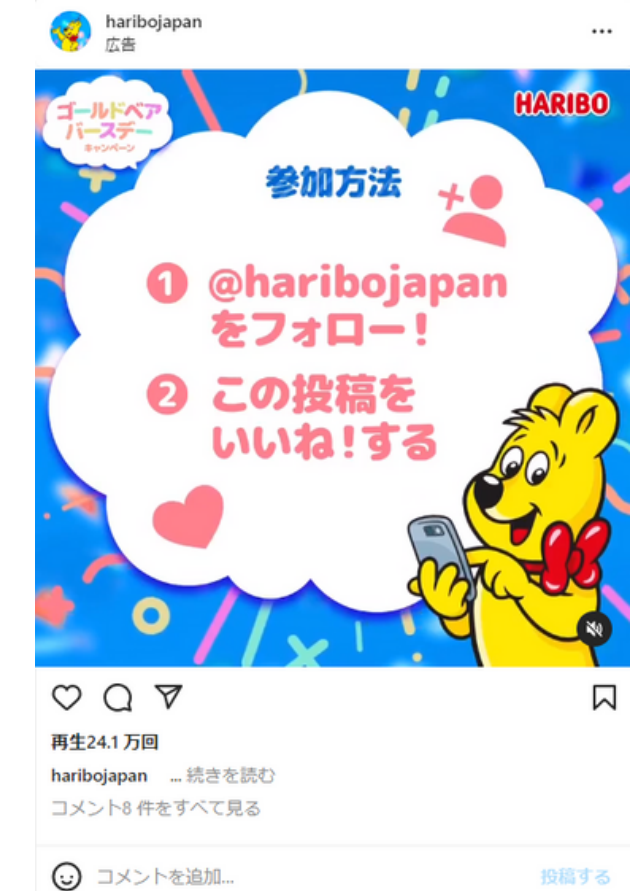 haribojapan
広告
ゴールドベア
バースデー
キャンペーン
HARIBO
参加方法
1 @haribojapan
をフォロー!
2 この投稿を
いいね!する
再生24.1万回
haribojapan ... 続きを読む
コメント8 件をすべて見る
コメントを追加...
投稿する